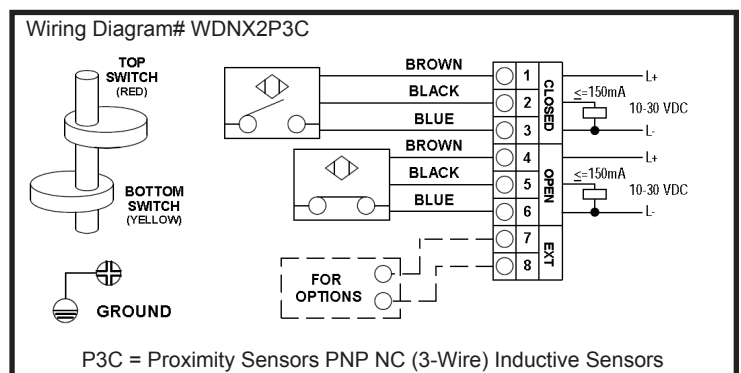 Wiring Diagram# WDNX2P3C
TOP
SWITCH
(RED)
BOTTOM
SWITCH
(YELLOW)
GROUND
BROWN
BLACK
BLUE
BROWN
BLACK
BLUE
FOR
OPTIONS
1
2
3
4
5
6
7
8
CLOSED
OPEN
EXT
L+
≤=150mA
10-30 VDC
L-
L+
≤=150mA
10-30 VDC
L-
P3C = Proximity Sensors PNP NC (3-Wire) Inductive Sensors